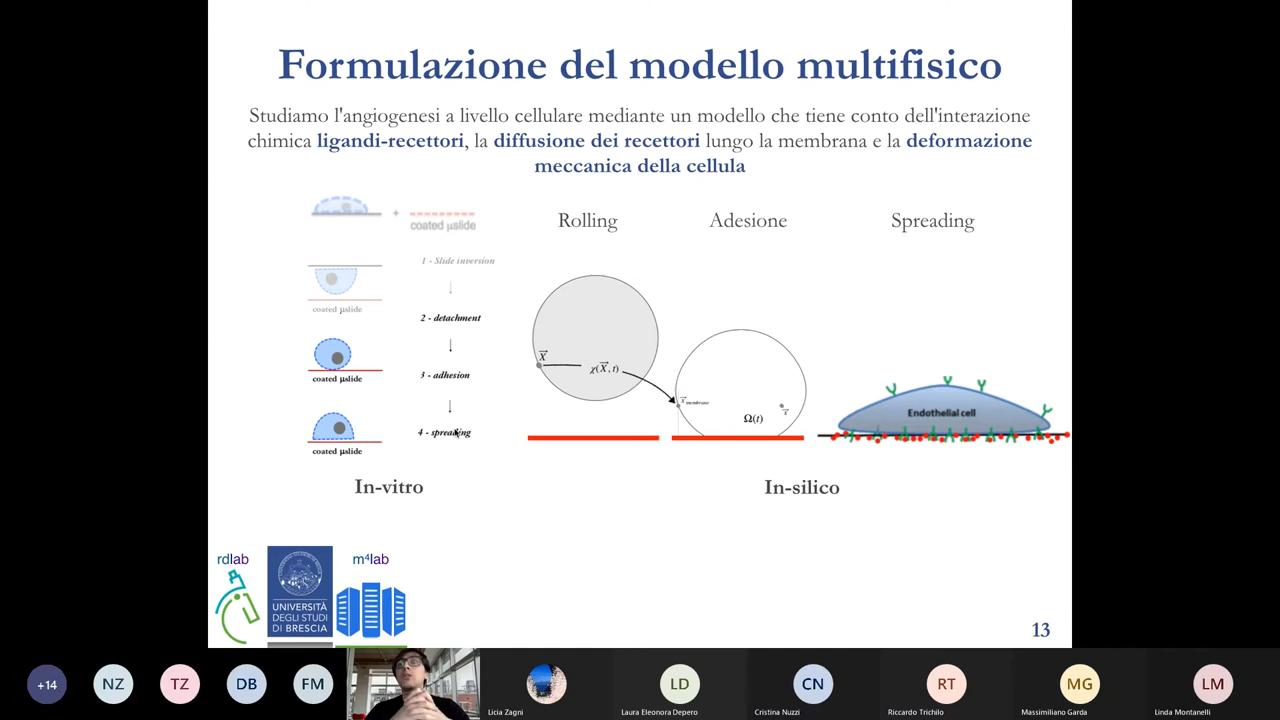 Formulazione del modello multifisico
Studiamo l'angiogenesi a livello cellulare mediante un modello che tiene conto dell'interazione
chimica ligandi-recettori, la diffusione dei recettori lungo la membrana e la deformazione
meccanica della cellula
+
coated µslide
Rolling
Adesione
Spreading
1 - Slide inversion
coated µslide
2 - detachment
3 - adhesion
coated µslide
4 - spreading
coated µslide
X
χ(X, t)
x membrane
x
Ω(t)
Endothelial cell
In-vitro
In-silico
rdlab
UNIVERSITÀ
DEGLI STUDI
DI BRESCIA
m⁴lab
13
+14
NZ
TZ
DB
FM
Licia Zagni
LD
Laura Eleonora Depero
CN
Cristina Nuzzi
RT
Riccardo Trichilo
MG
Massimiliano Garda
LM
Linda Montanelli